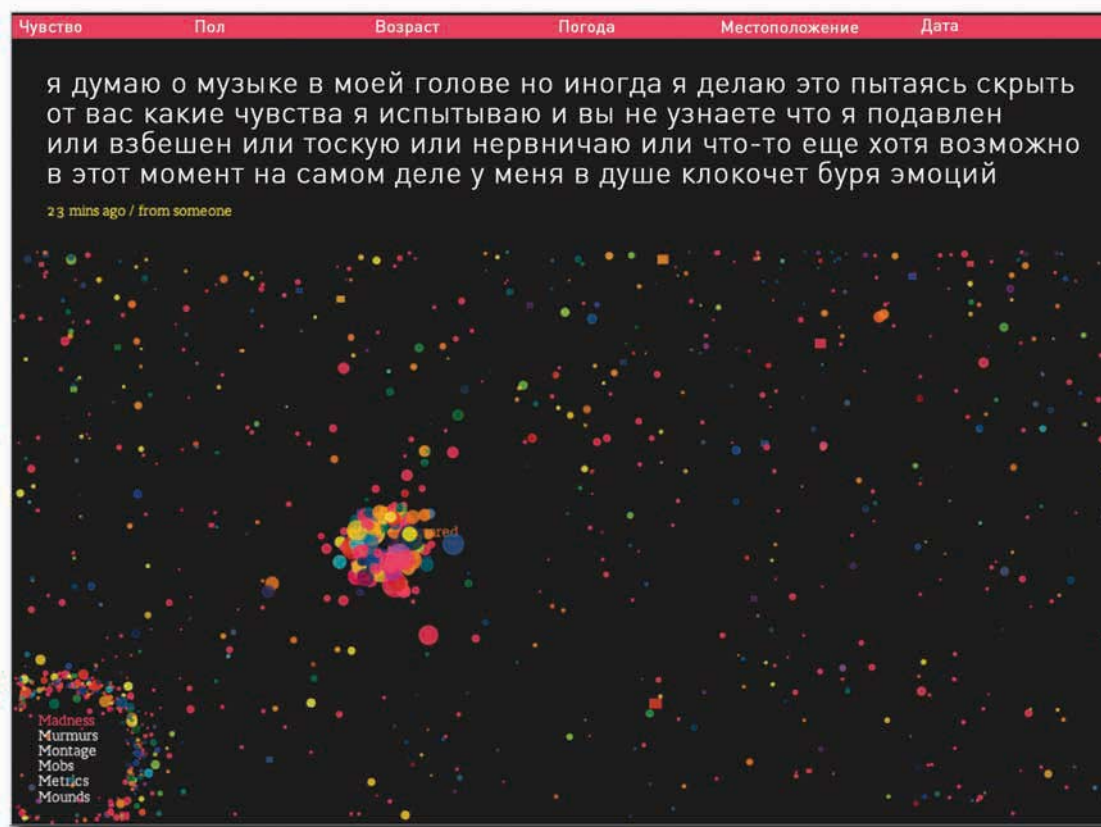 Чувство Пол Возраст Погода Местоположение Дата
я думаю о музыке в моей голове но иногда я делаю это пытаясь скрыть
от вас какие чувства я испытываю и вы не узнаете что я подавлен
или взбешен или тоскую или нервничаю или что-то еще хотя возможно
в этот момент на самом деле у меня в душе клокочет буря эмоций
23 mins ago / from someone
Madness
Murmurs
Montage
Mobs
Metrics
Mounds